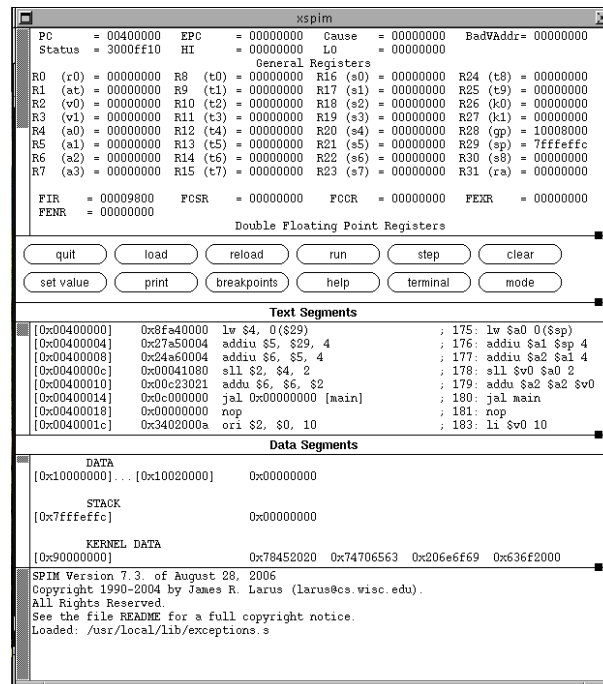 xspim
PC = 00400000 EPC = 00000000 Cause = 00000000 BadVAddr= 00000000
Status = 3000ff10 HI = 00000000 LO = 00000000
General Registers
R0 (r0) = 00000000 R8 (t0) = 00000000 R16 (s0) = 00000000 R24 (t8) = 00000000
R1 (at) = 00000000 R9 (t1) = 00000000 R17 (s1) = 00000000 R25 (t9) = 00000000
R2 (v0) = 00000000 R10 (t2) = 00000000 R18 (s2) = 00000000 R26 (k0) = 00000000
R3 (v1) = 00000000 R11 (t3) = 00000000 R19 (s3) = 00000000 R27 (k1) = 00000000
R4 (a0) = 00000000 R12 (t4) = 00000000 R20 (s4) = 00000000 R28 (gp) = 10008000
R5 (a1) = 00000000 R13 (t5) = 00000000 R21 (s5) = 00000000 R29 (sp) = 7fffeffc
R6 (a2) = 00000000 R14 (t6) = 00000000 R22 (s6) = 00000000 R30 (s8) = 00000000
R7 (a3) = 00000000 R15 (t7) = 00000000 R23 (s7) = 00000000 R31 (ra) = 00000000
FIR = 00009800 FCSR = 00000000 FCCR = 00000000 FEXR = 00000000
FENR = 00000000
Double Floating Point Registers
quit load reload run step clear
set value print breakpoints help terminal mode
Text Segments
[0x00400000] 0x8fa40000 lw $4, 0($29) ; 175: lw $a0 0($sp)
[0x00400004] 0x27a50004 addiu $5, $29, 4 ; 176: addiu $a1 $sp 4
[0x00400008] 0x24a60004 addiu $6, $5, 4 ; 177: addiu $a2 $a1 4
[0x0040000c] 0x00041080 sll $2, $4, 2 ; 178: sll $v0 $a0 2
[0x00400010] 0x00c23021 addu $6, $6, $2 ; 179: addu $a2 $a2 $v0
[0x00400014] 0x0c000000 jal 0x00000000 [main] ; 180: jal main
[0x00400018] 0x00000000 nop ; 181: nop
[0x0040001c] 0x3402000a ori $2, $0, 10 ; 183: li $v0 10
Data Segments
DATA
[0x10000000]...[0x10020000] 0x00000000
STACK
[0x7fffeffc] 0x00000000
KERNEL DATA
[0x90000000] 0x78452020 0x74706563 0x206e6f69 0x636f2000
SPIM Version 7.3. of August 28, 2006
Copyright 1990-2004 by James R. Larus (larus@cs.wisc.edu).
All Rights Reserved.
See the file README for a full copyright notice.
Loaded: /usr/local/lib/exceptions.s